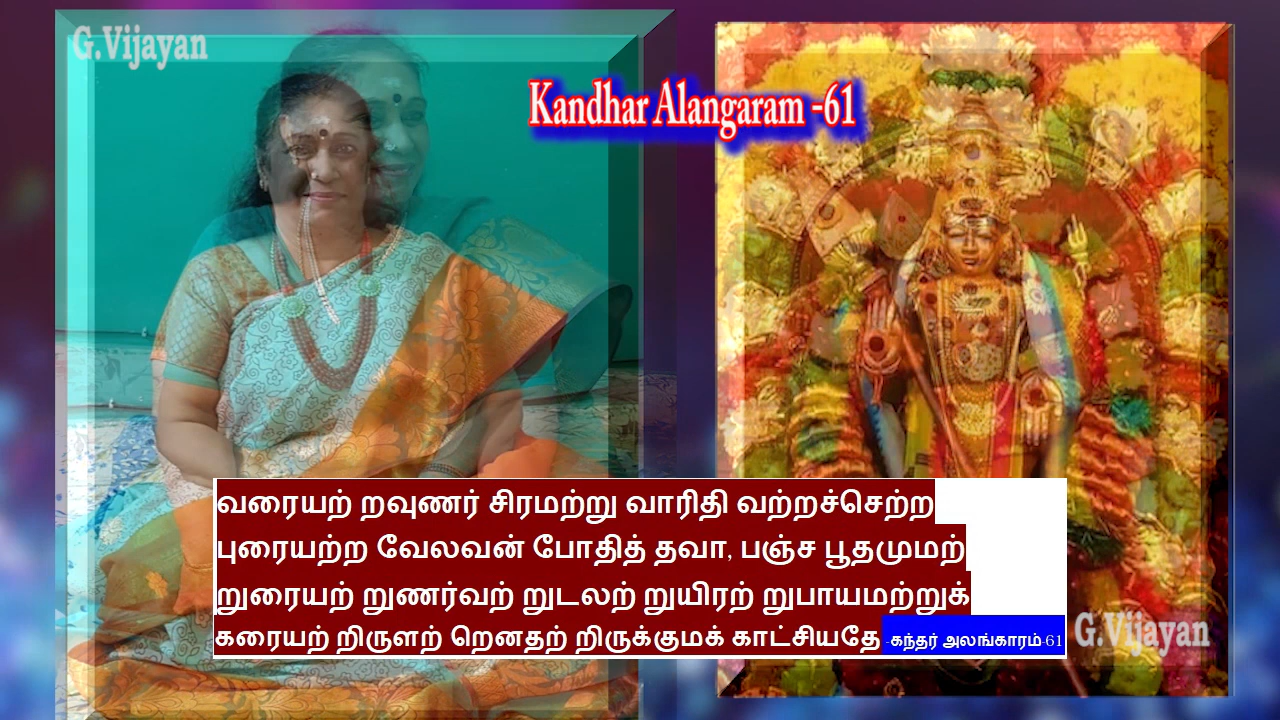 G.Vijayan
Kandhar Alangaram -61
வரையற் றவுணர் சிரமற்று வாரிதி வற்றச்செற்ற
புரையற்ற வேலவன் போதித் தவா, பஞ்ச பூதமுமற்
றுரையற் றுணர்வற் றுடலற் றுயிரற் றுபாயமற்றுக்
கரையற் றிருளற் றெனதற் றிருக்குமக் காட்சியதே -கந்தர் அலங்காரம்-61
G.Vijayan